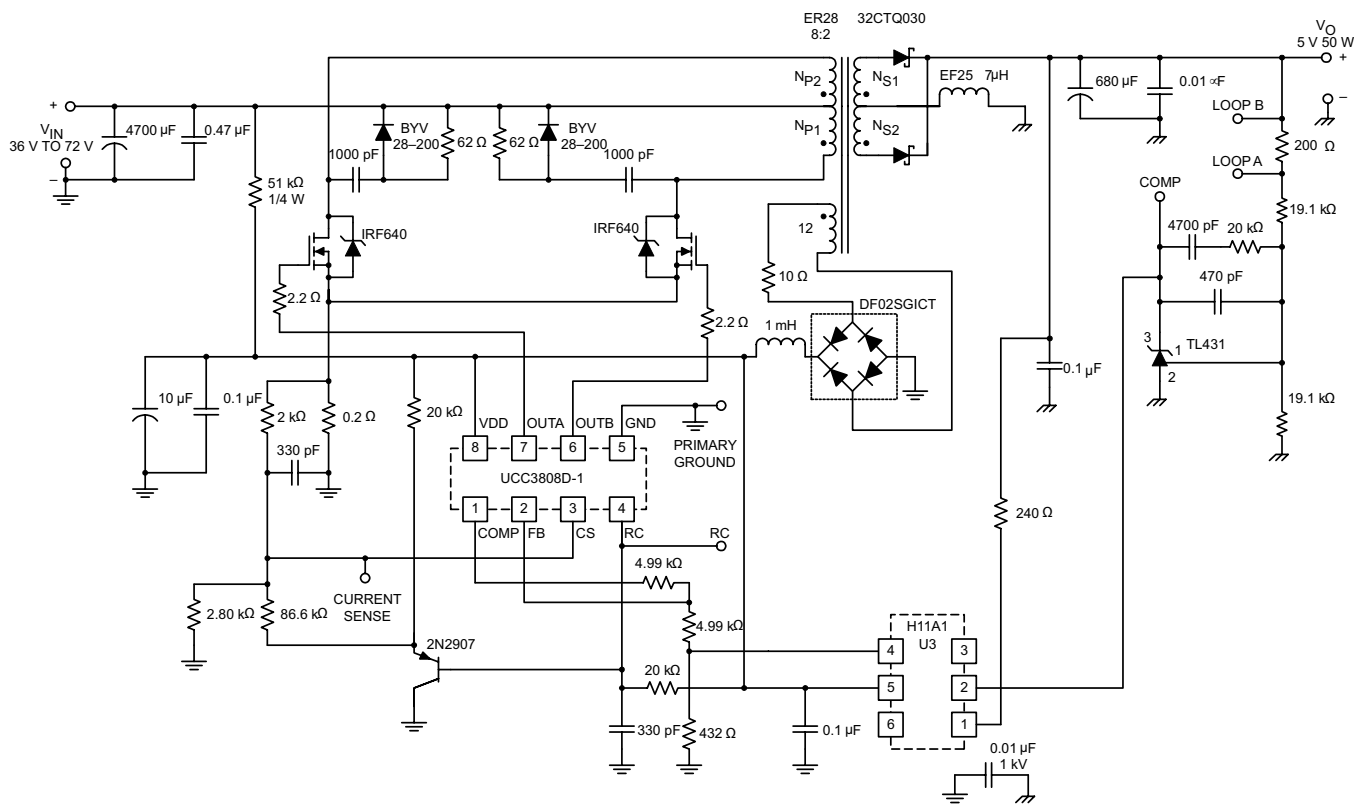 ER28 32CTQ030
8:2
VO
5 V 50 W
+
–
NP2
NS1
EF25 7µH
680 µF
0.01 ∝F
LOOP B
200 Ω
LOOP A
+
VIN
36 V TO 72 V
–
4700 µF
0.47µF
BYV
28–200
62 Ω
62 Ω
BYV
28–200
NP1
NS2
1000 pF
1000 pF
51 kΩ
1/4 W
COMP
19.1 kΩ
IRF640
IRF640
12
4700 pF
20 kΩ
10 Ω
470 pF
2.2 Ω
2.2 Ω
DF02SGICT
1 mH
3
1
TL431
2
0.1 µF
10 µF
0.1 µF
2 kΩ
0.2 Ω
20 kΩ
19.1 kΩ
VDD
OUTA
OUTB
GND
PRIMARY
GROUND
330 pF
8
7
6
5
UCC3808D-1
1
2
3
4
COMP
FB
CS
RC
RC
240 Ω
4.99 kΩ
CURRENT
SENSE
2.80 kΩ
86.6 kΩ
4.99 kΩ
H11A1
U3
2N2907
4
3
20 kΩ
5
2
6
1
330 pF
432 Ω
0.1 µF
0.01 µF
1 kV